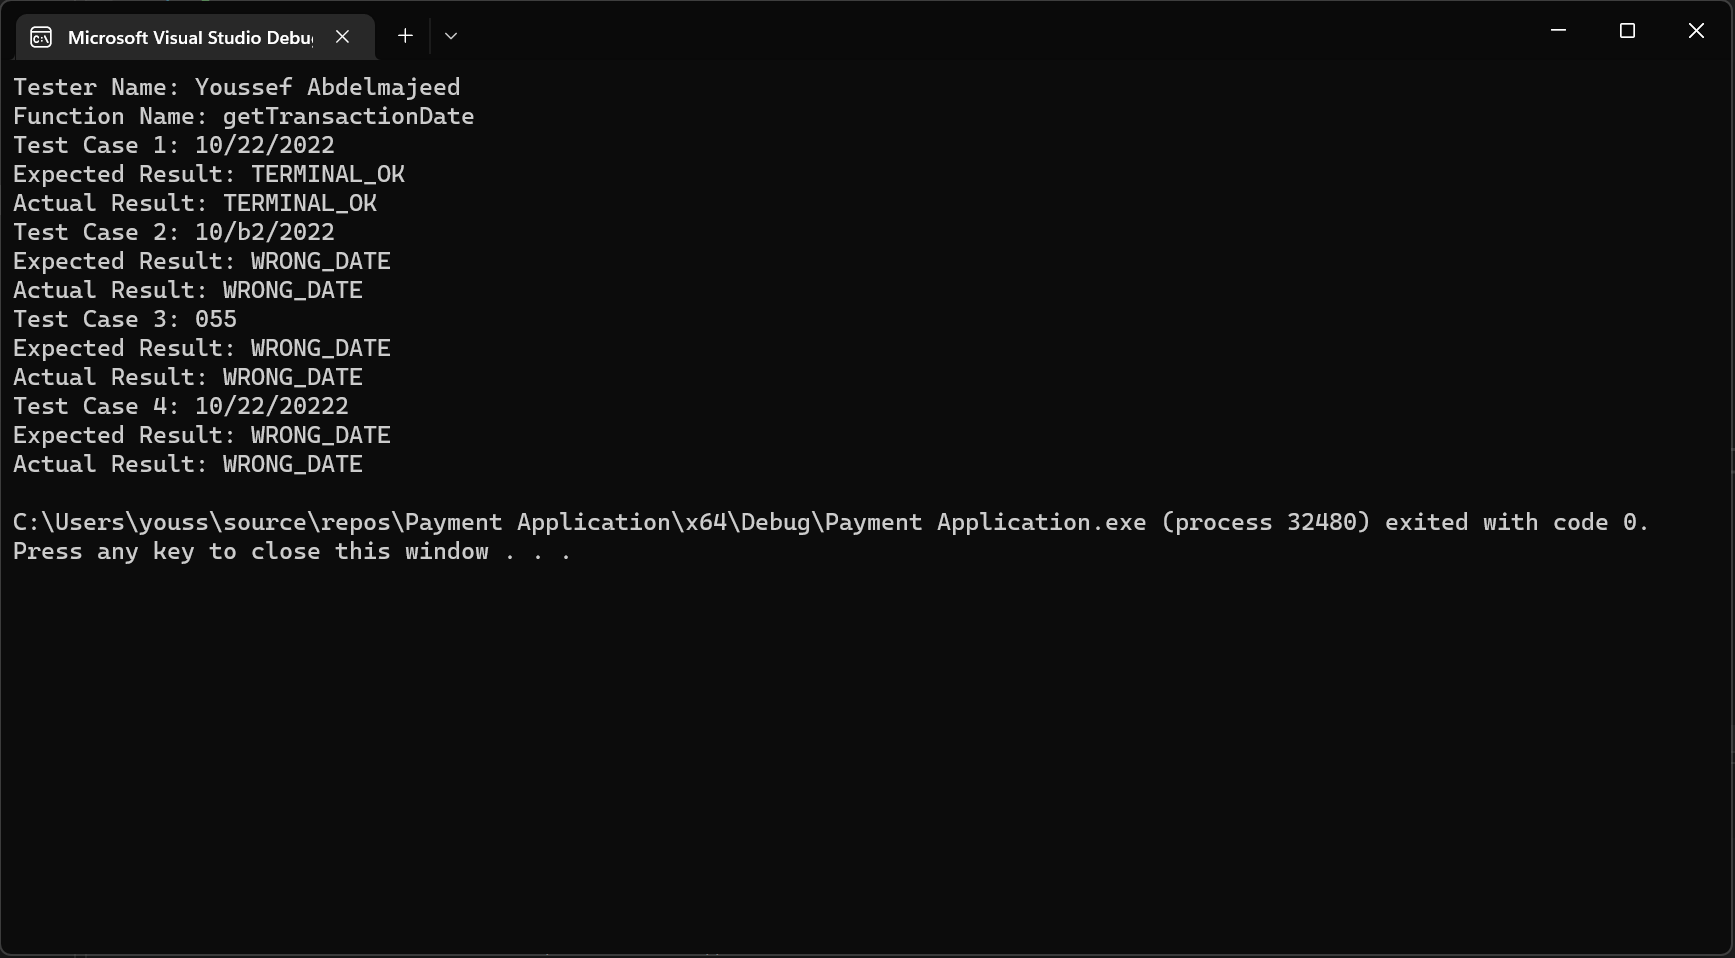 Microsoft Visual Studio Debu
Tester Name: Youssef Abdelmajeed
Function Name: getTransactionDate
Test Case 1: 10/22/2022
Expected Result: TERMINAL_OK
Actual Result: TERMINAL_OK
Test Case 2: 10/b2/2022
Expected Result: WRONG_DATE
Actual Result: WRONG_DATE
Test Case 3: 055
Expected Result: WRONG_DATE
Actual Result: WRONG_DATE
Test Case 4: 10/22/20222
Expected Result: WRONG_DATE
Actual Result: WRONG_DATE
C:\Users\youss\source\repos\Payment Application\x64\Debug\Payment Application.exe (process 32480) exited with code 0.
Press any key to close this window . . .